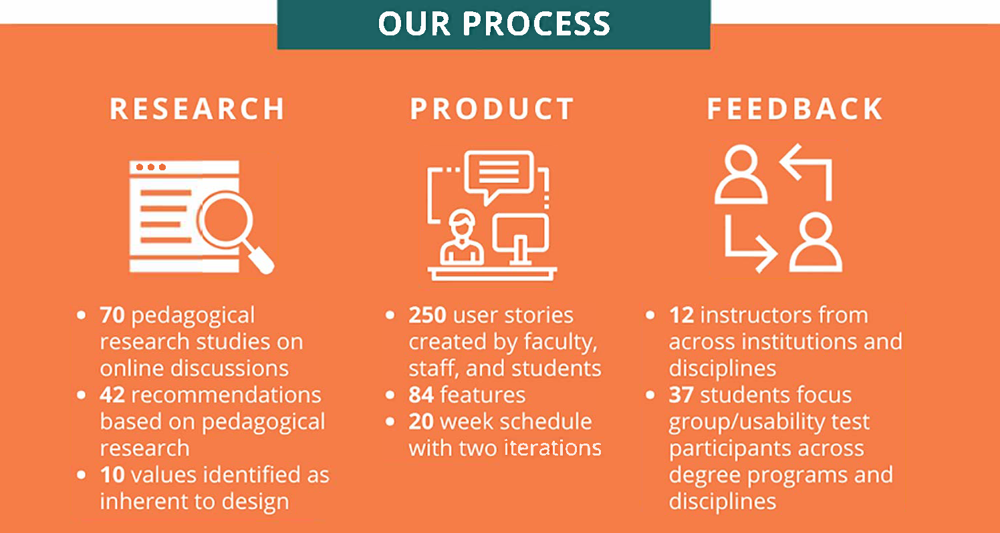 OUR PROCESS
RESEARCH
• 70 pedagogical
research studies on
online discussions
• 42 recommendations
based on pedagogical
research
• 10 values identified as
inherent to design
PRODUCT
• 250 user stories
created by faculty,
staff, and students
• 84 features
• 20 week schedule
with two iterations
FEEDBACK
• 12 instructors from
across institutions and
disciplines
• 37 students focus
group/usability test
participants across
degree programs and
disciplines